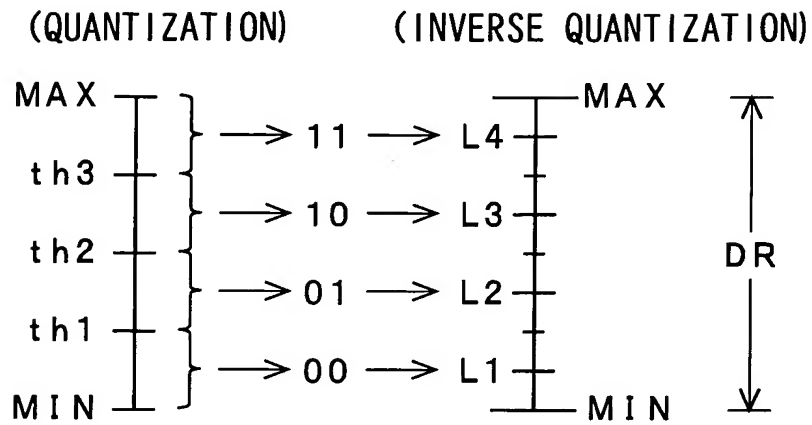 (QUANTIZATION) (INVERSE QUANTIZATION)
MAX MAX
11 L4
th3
10 L3
th2 DR
01 L2
th1
00 L1
MIN MIN